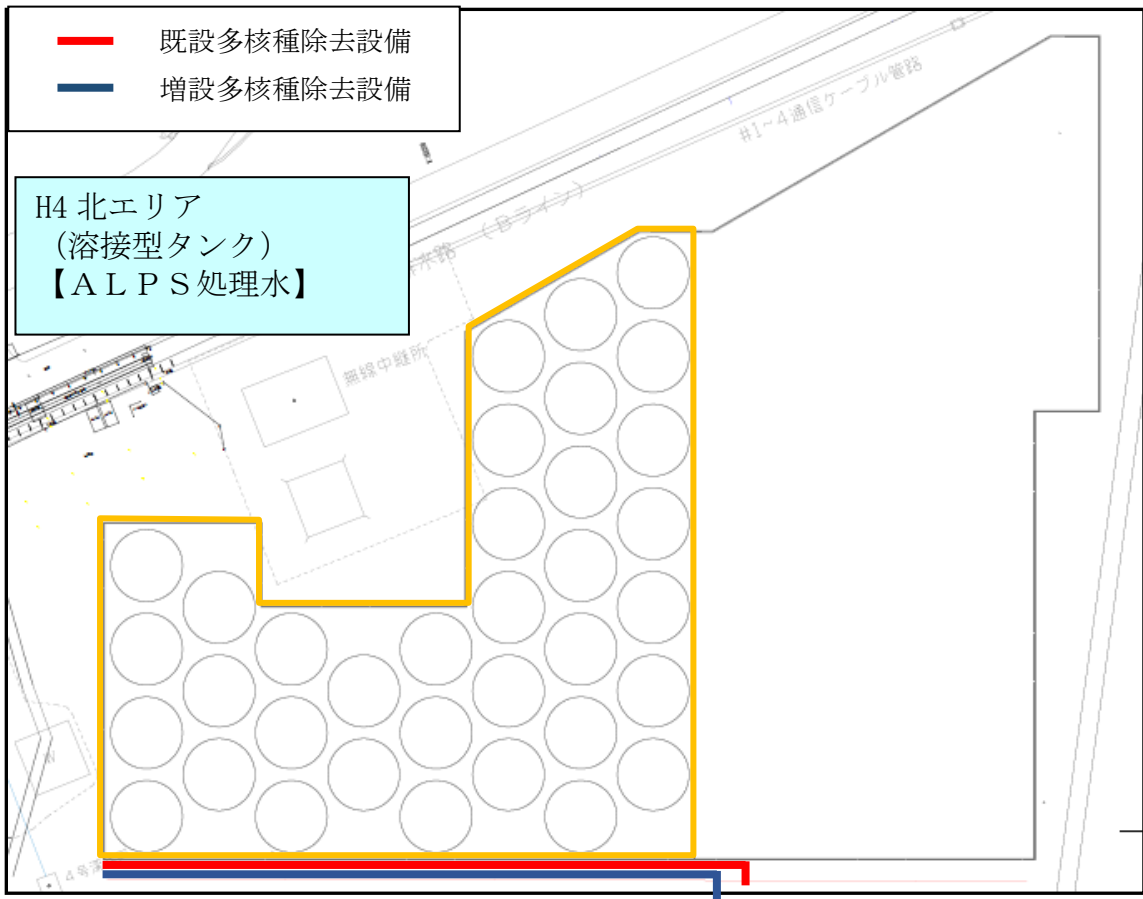 既設多核種除去設備
増設多核種除去設備
#1~4通信ケーブル管路
H4 北エリア
(溶接型タンク)
【ALPS処理水】
(Bライン)
無線中継所